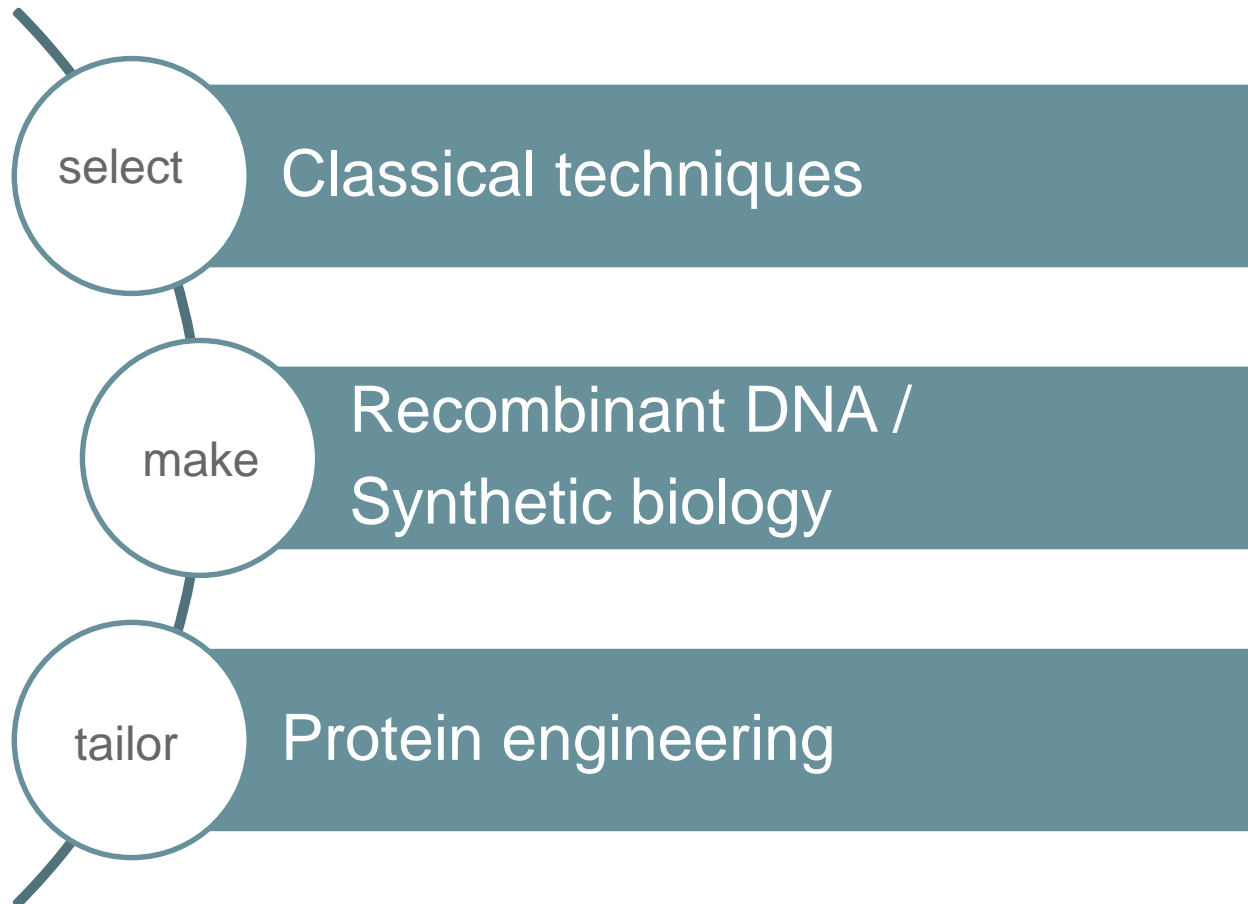 select
Classical techniques
make
Recombinant DNA /
Synthetic biology
tailor
Protein engineering